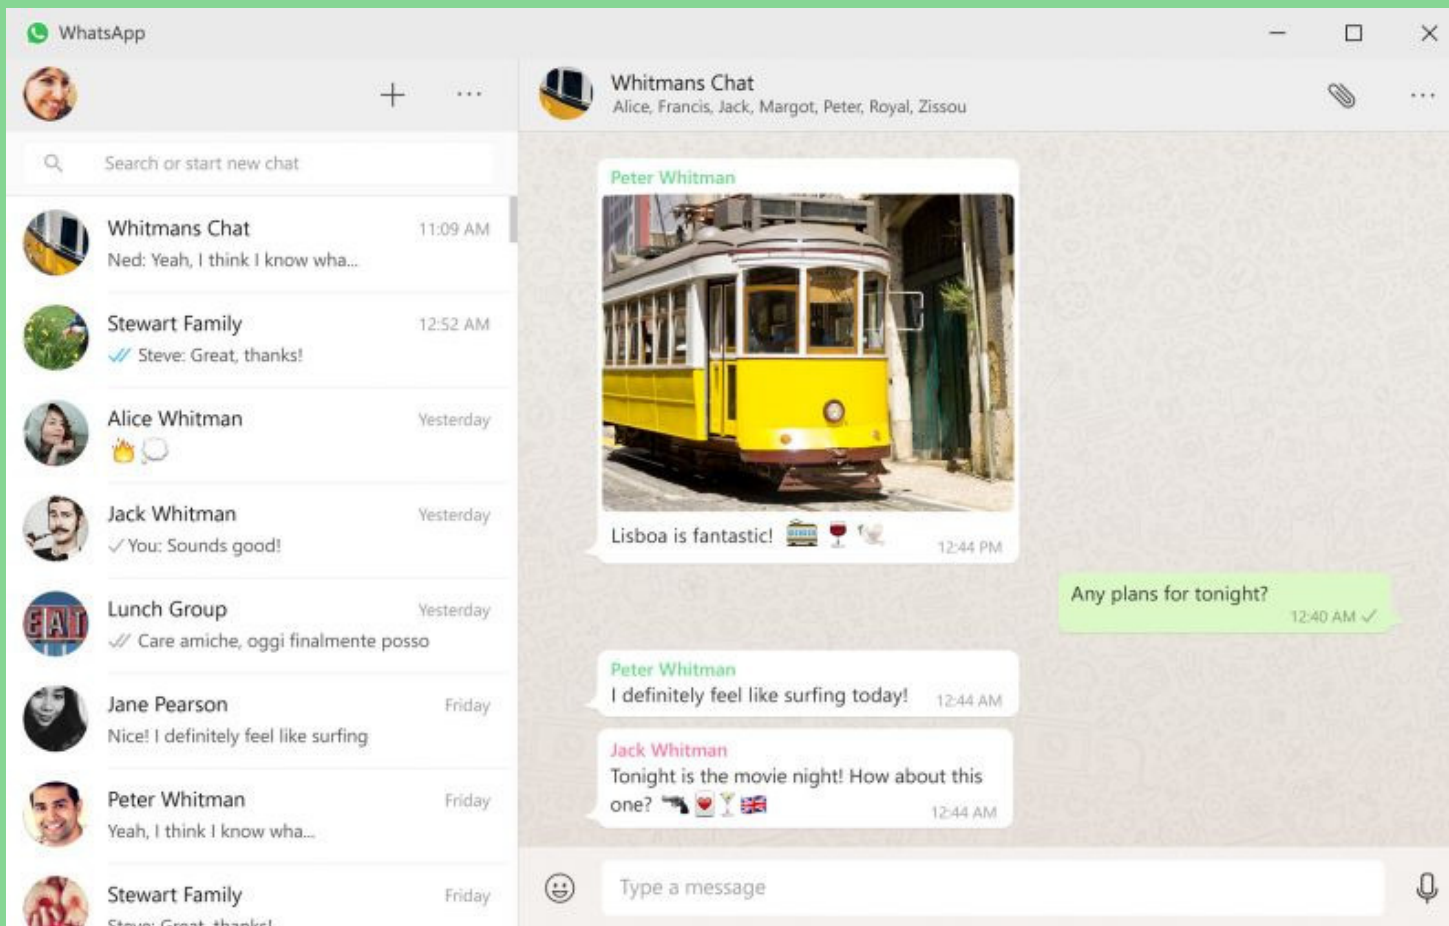 WhatsApp
Search or start new chat
Whitmans Chat
11:09 AM
Ned: Yeah, I think I know wha...
Stewart Family
12:52 AM
Steve: Great, thanks!
Alice Whitman
Yesterday
Jack Whitman
Yesterday
You: Sounds good!
Lunch Group
Yesterday
Care amiche, oggi finalmente posso
EAT
Jane Pearson
Friday
Nice! I definitely feel like surfing
Peter Whitman
Friday
Yeah, I think I know wha...
Stewart Family
Friday
Steve: Great, thanks!
Whitmans Chat
Alice, Francis, Jack, Margot, Peter, Royal, Zissou
Peter Whitman
Lisboa is fantastic! 🚋 🍷 🕊
12:44 PM
Any plans for tonight?
12:40 AM
Peter Whitman
I definitely feel like surfing today!
12:44 AM
Jack Whitman
Tonight is the movie night! How about this
one?
12:44 AM
Type a message